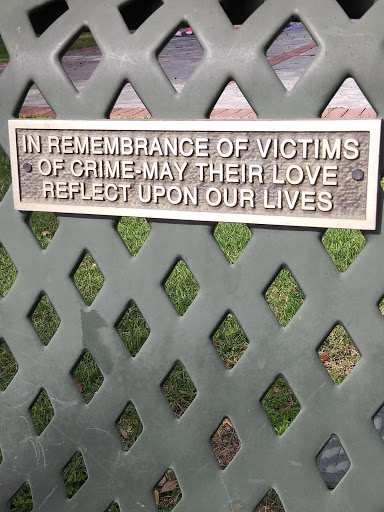 IN REMEMBRANCE OF VICTIMS
OF CRIME-MAY THEIR LOVE
REFLECT UPON OUR LIVES